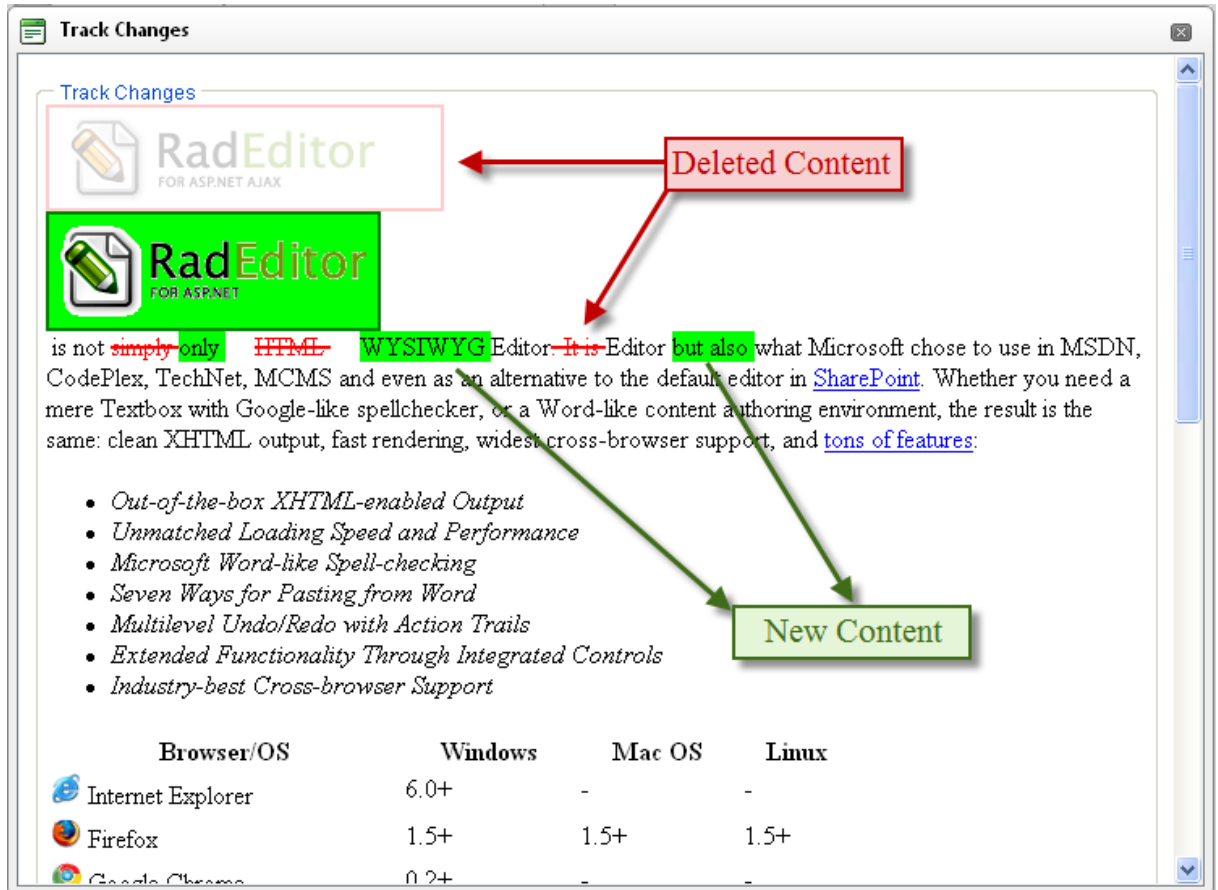 Track Changes
Track Changes
RadEditor
FOR ASP.NET AJAX
Deleted Content
RadEditor
FOR ASP.NET
is not simply only HTML WYSIWYG Editor. It is Editor but also what Microsoft chose to use in MSDN,
CodePlex, TechNet, MCMS and even as an alternative to the default editor in SharePoint. Whether you need a
mere Textbox with Google-like spellchecker, or a Word-like content authoring environment, the result is the
same: clean XHTML output, fast rendering, widest cross-browser support, and tons of features:
• Out-of-the-box XHTML-enabled Output
• Unmatched Loading Speed and Performance
• Microsoft Word-like Spell-checking
• Seven Ways for Pasting from Word
• Multilevel Undo/Redo with Action Trails
• Extended Functionality Through Integrated Controls
• Industry-best Cross-browser Support
New Content
Browser/OS Windows Mac OS Linux
Internet Explorer 6.0+ - -
Firefox 1.5+ 1.5+ 1.5+
Google Chrome 0.2+ - -